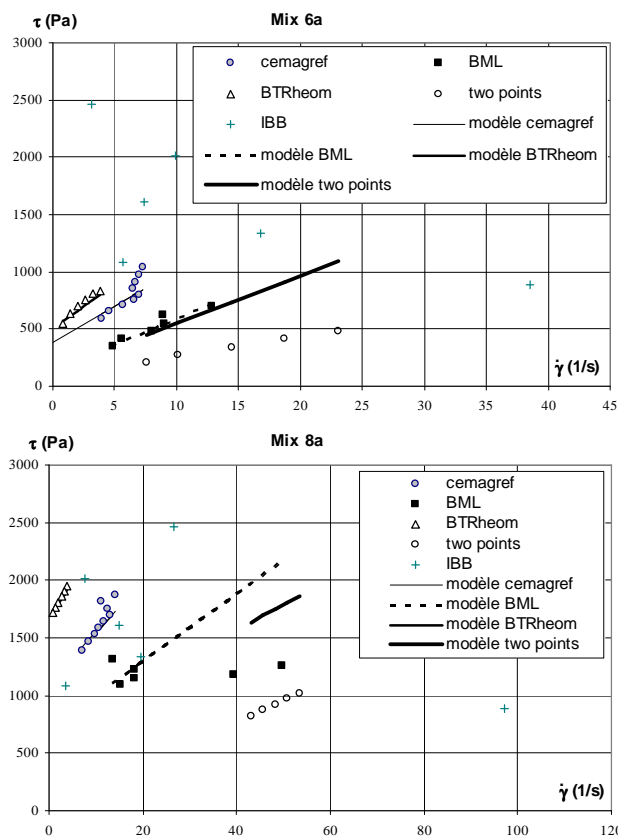 τ (Pa)
Mix 6a
3000
2500
2000
1500
1000
500
0
cemagref
BML
BTRheom
two points
IBB
modèle cemagref
modèle BML
modèle BTRheom
modèle two points
γ̇ (1/s)
0 5 10 15 20 25 30 35 40 45
τ (Pa)
Mix 8a
3000
2500
2000
1500
1000
500
0
cemagref
BML
BTRheom
two points
IBB
modèle cemagref
modèle BML
modèle BTRheom
modèle two points
γ̇ (1/s)
0 20 40 60 80 100 120